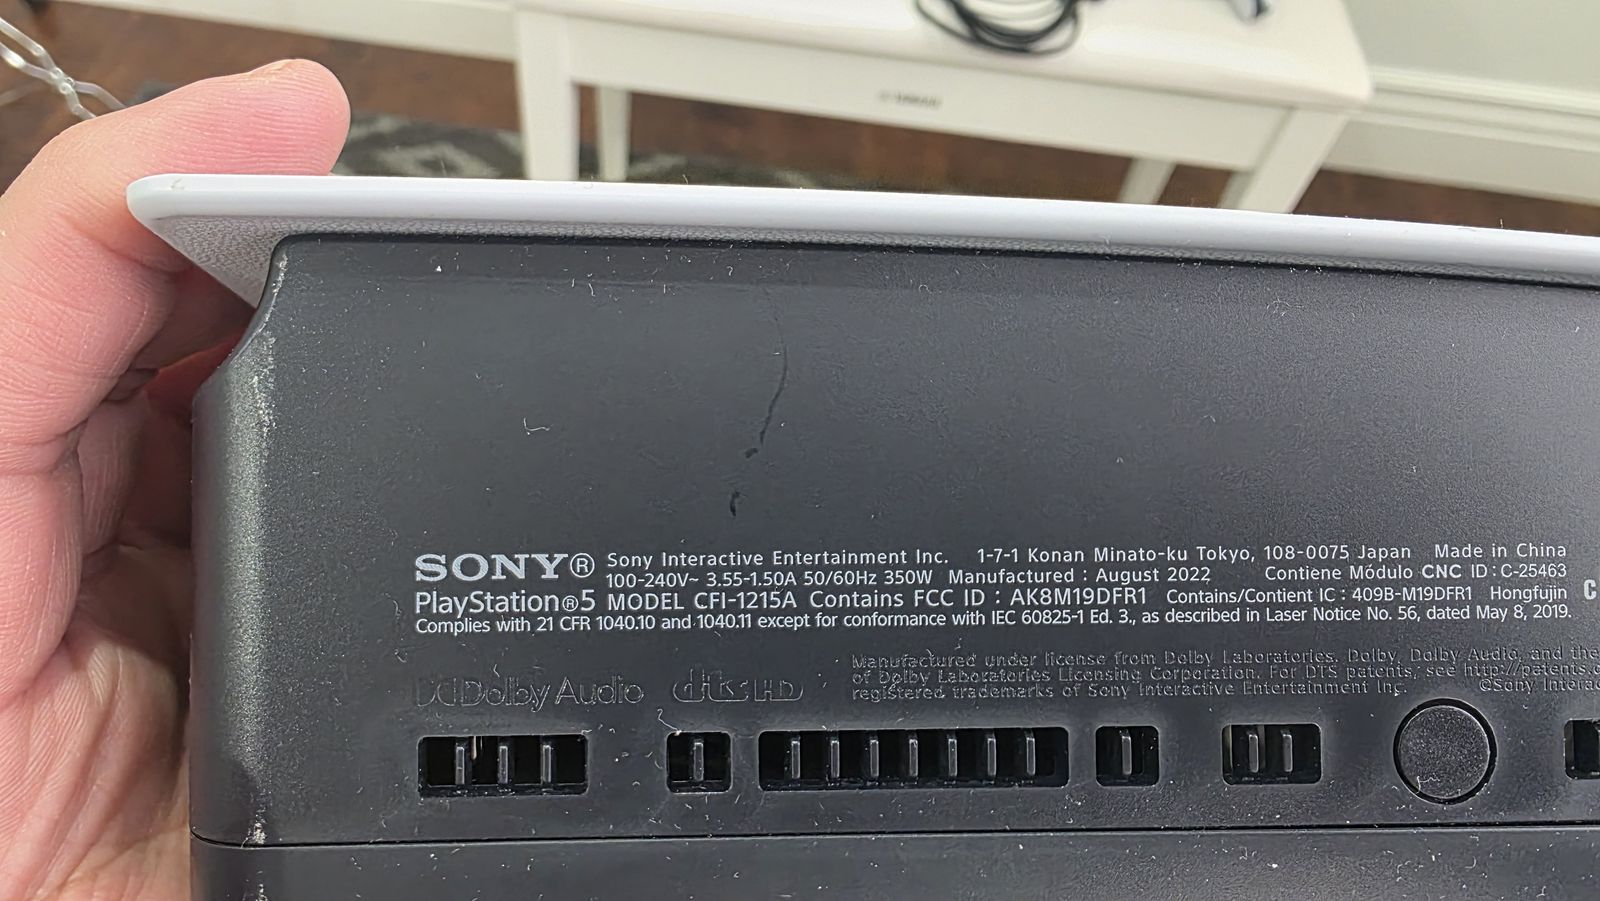 SONY® Sony Interactive Entertainment Inc. 1-7-1 Konan Minato-ku Tokyo, 108-0075 Japan Made in China
100-240V~ 3.55-1.50A 50/60Hz 350W Manufactured : August 2022 Contiene Módulo CNC ID : C-25463
PlayStation®5 MODEL CFI-1215A Contains FCC ID : AK8M19DFR1 Contains/Contient IC : 409B-M19DFR1 Hongfujin C
Complies with 21 CFR 1040.10 and 1040.11 except for conformance with IEC 60825-1 Ed. 3., as described in Laser Notice No. 56, dated May 8, 2019.
Dolby Audio dts HD
Manufactured under license from Dolby Laboratories. Dolby, Dolby Audio, and the
of Dolby Laboratories Licensing Corporation. For DTS patents, see http://patents.
registered trademarks of Sony Interactive Entertainment Inc. ©Sony Intera